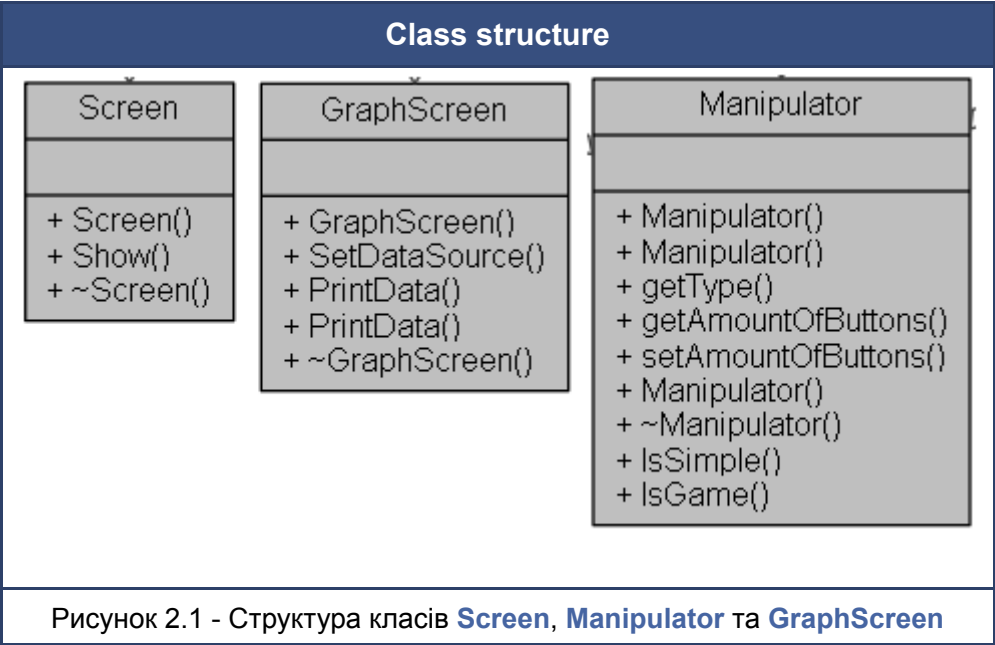 Class structure
Screen
+ Screen()
+ Show()
+ ~Screen()
GraphScreen
+ GraphScreen()
+ SetDataSource()
+ PrintData()
+ PrintData()
+ ~GraphScreen()
Manipulator
+ Manipulator()
+ Manipulator()
+ getType()
+ getAmountOfButtons()
+ setAmountOfButtons()
+ Manipulator()
+ ~Manipulator()
+ IsSimple()
+ IsGame()
Рисунок 2.1 - Структура класів Screen, Manipulator та GraphScreen